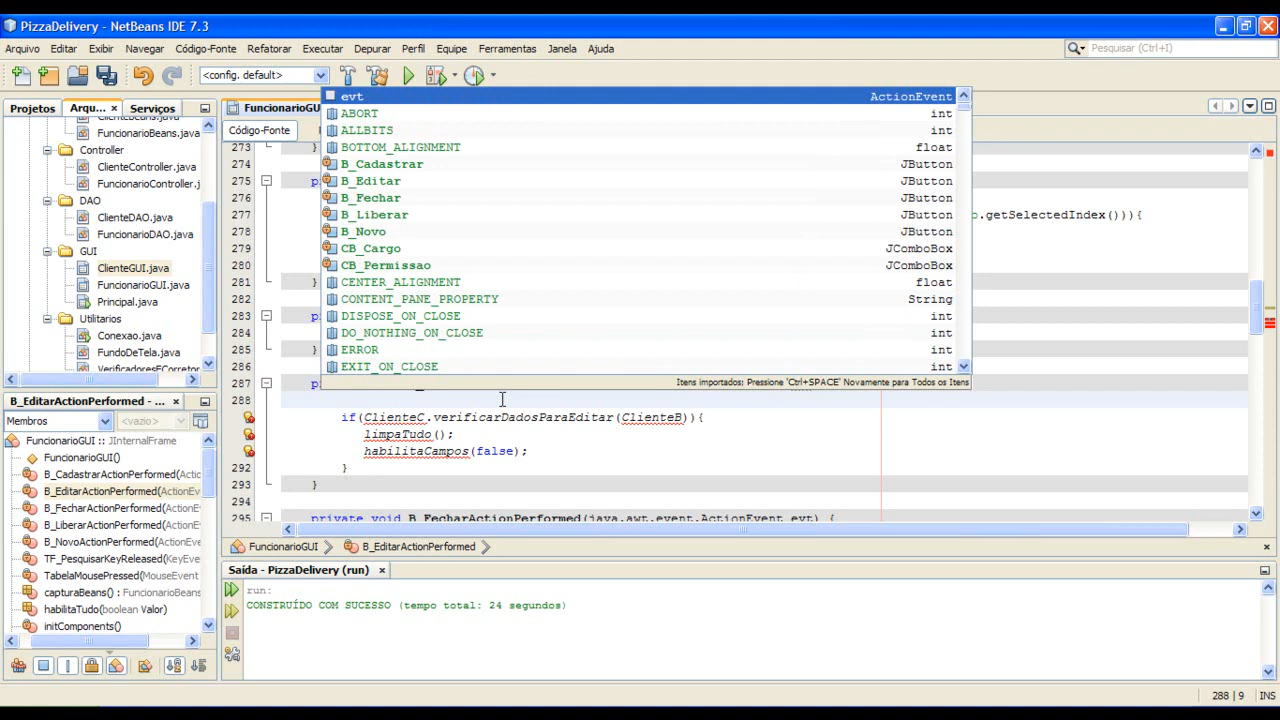 PizzaDelivery - NetBeans IDE 7.3
Arquivo Editar Exibir Navegar Código-Fonte Refatorar Executar Depurar Perfil Equipe Ferramentas Janela Ajuda
Pesquisar (Ctrl+I)
<config. default>
Projetos Arqu... x Serviços
FuncionarioGU
Código-Fonte
FuncionarioBeans.java
Controller
ClienteController.java
FuncionarioController.j
DAO
ClienteDAO.java
FuncionarioDAO.java
GUI
ClienteGUI.java
FuncionarioGUI.java
Principal.java
Utilitarios
Conexao.java
FundoDeTela.java
VerificadoresECorretor
evt ActionEvent
ABORT int
ALLBITS int
BOTTOM_ALIGNMENT float
B_Cadastrar JButton
B_Editar JButton
B_Fechar JButton
B_Liberar JButton
B_Novo JButton
CB_Cargo JComboBox
CB_Permissao JComboBox
CENTER_ALIGNMENT float
CONTENT_PANE_PROPERTY String
DISPOSE_ON_CLOSE int
DO_NOTHING_ON_CLOSE int
ERROR int
EXIT_ON_CLOSE int
Itens importados: Pressione 'Ctrl+SPACE' Novamente para Todos os Itens
273 }
274
275 p
276
277 o.getSelectedIndex())){
278
279
280
281 }
282
283 p
284
285 }
286
287 p
288
if(ClienteC.verificarDadosParaEditar(ClienteB)){
limpaTudo();
habilitaCampos(false);
292 }
293 }
294
295 private void B_FecharActionPerformed(java.awt.event.ActionEvent evt) {
B_EditarActionPerformed - ... x
Membros <vazio>
FuncionarioGUI :: JInternalFrame
FuncionarioGUI()
B_CadastrarActionPerformed(Actio
B_EditarActionPerformed(ActionEv
B_FecharActionPerformed(ActionE
B_LiberarActionPerformed(ActionE
B_NovoActionPerformed(ActionEve
TF_PesquisarKeyReleased(KeyEve
TabelaMousePressed(MouseEvent
capturaBeans() : FuncionarioBeans
habilitaTudo(boolean Valor)
initComponents()
FuncionarioGUI B_EditarActionPerformed
Saída - PizzaDelivery (run) x
run:
CONSTRUÍDO COM SUCESSO (tempo total: 24 segundos)
288 | 9 INS